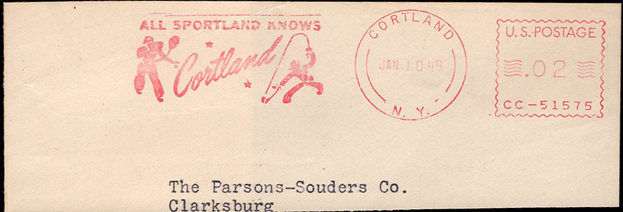 ALL SPORTLAND KNOWS
Cortland
CORTLAND
JAN 10 49
N.Y.
U.S. POSTAGE
.02
CC-51575
The Parsons-Souders Co.
Clarksburg